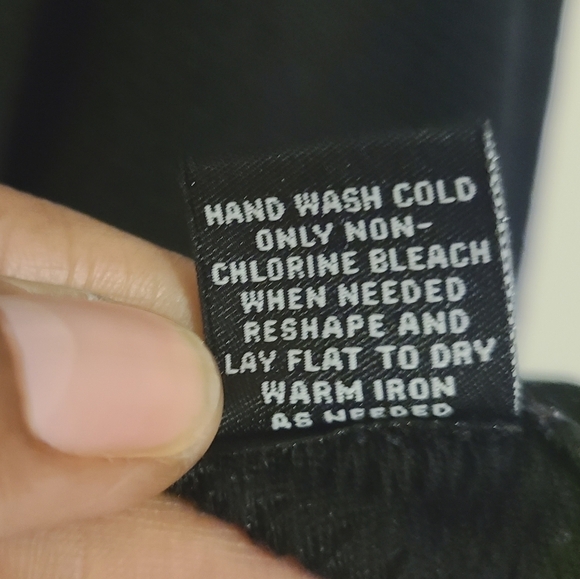 HAND WASH COLD
ONLY NON-
CHLORINE BLEACH
WHEN NEEDED
RESHAPE AND
LAY FLAT TO DRY
WARM IRON
AS NEEDED